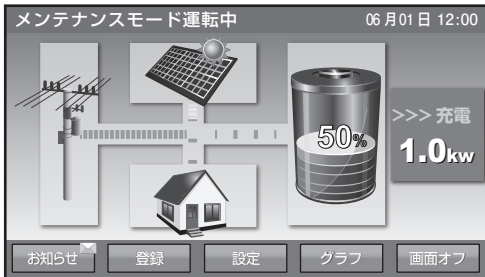 メンテナンスモード運転中 06月01日 12:00
50%
>>> 充電
1.0kw
お知らせ 登録 設定 グラフ 画面オフ